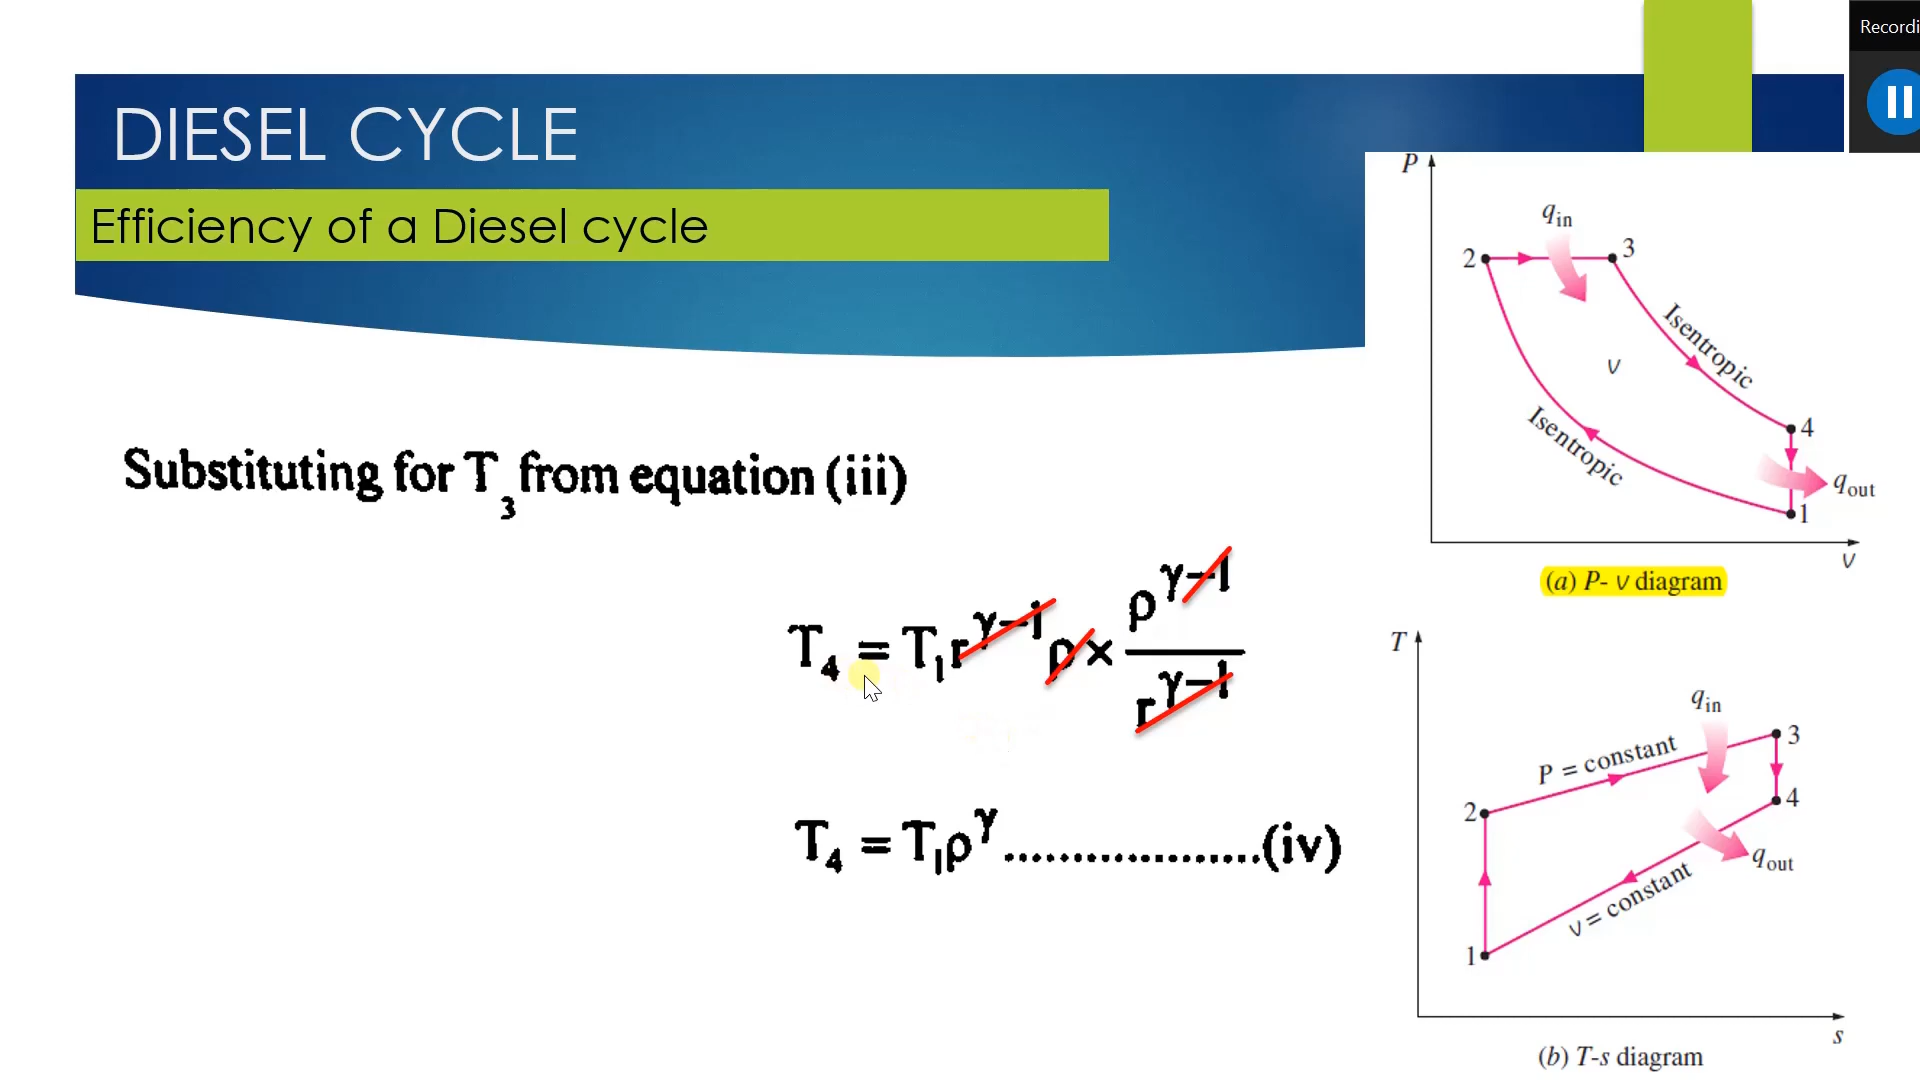 Recordi
DIESEL CYCLE
Efficiency of a Diesel cycle
Substituting for T₃ from equation (iii)
T₄ = T₁r^(γ−1)ρ × ρ^(γ−1)/r^(γ−1)
T₄ = T₁ρ^γ ....................(iv)
P
q_in
2
3
Isentropic
v
Isentropic
4
q_out
1
v
(a) P- v diagram
T
q_in
3
P = constant
4
2
q_out
v = constant
1
s
(b) T-s diagram